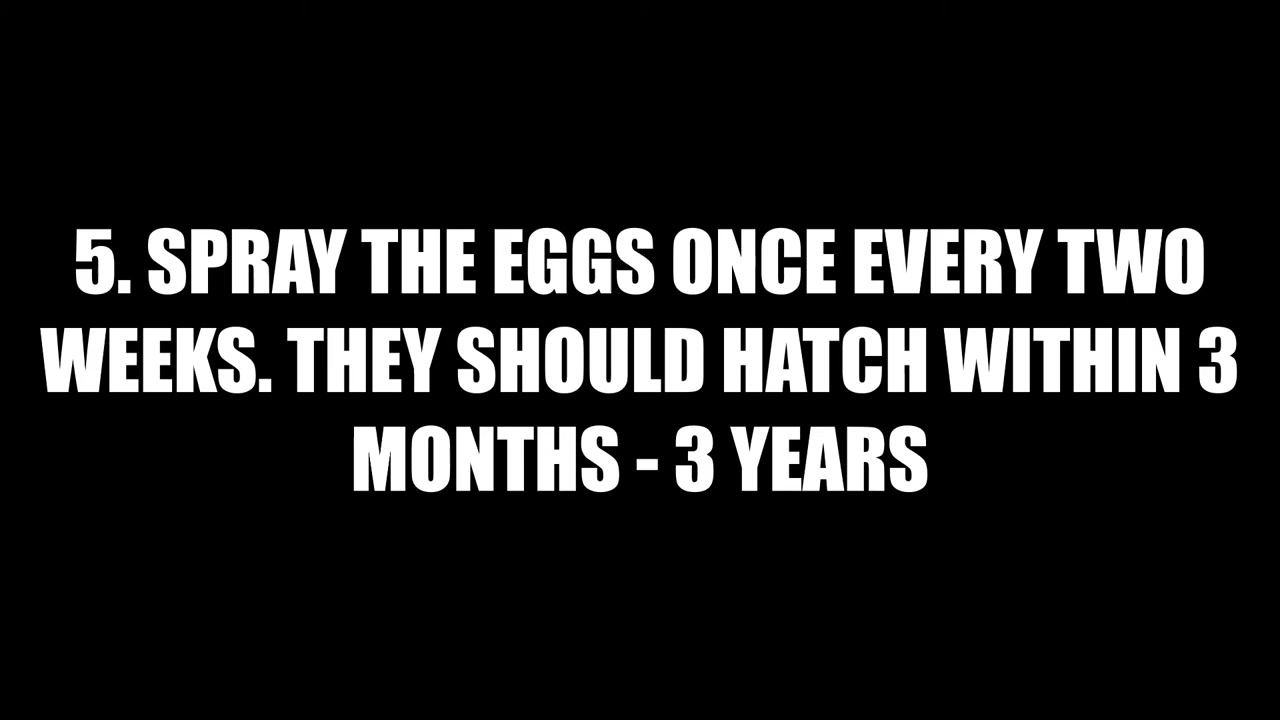 5. SPRAY THE EGGS ONCE EVERY TWO
WEEKS. THEY SHOULD HATCH WITHIN 3
MONTHS - 3 YEARS